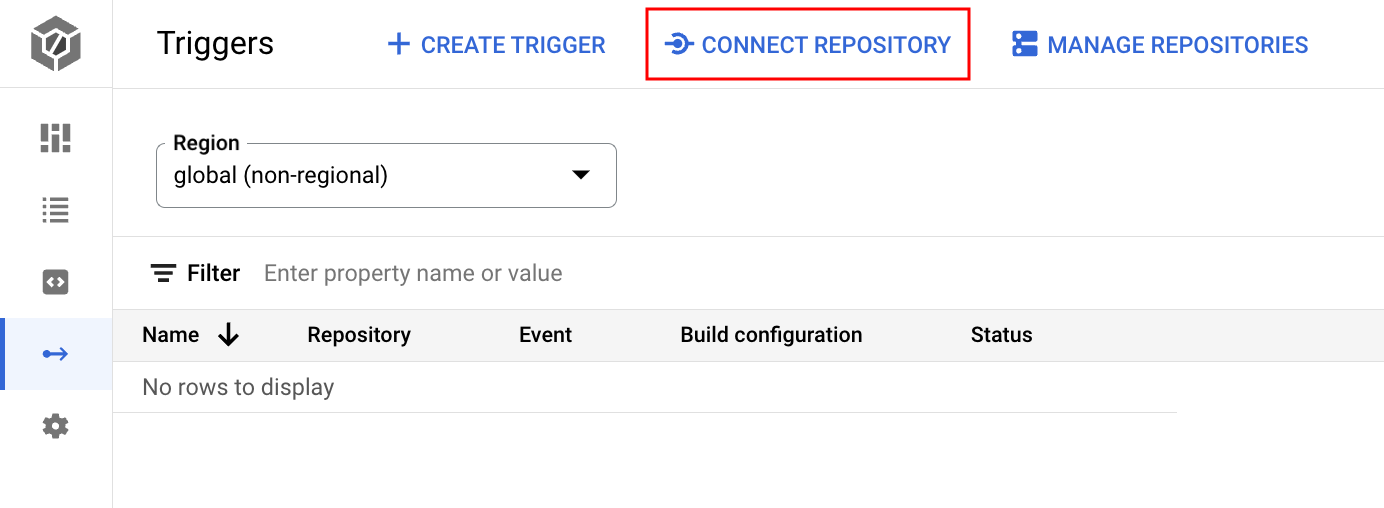 Triggers CREATE TRIGGER CONNECT REPOSITORY MANAGE REPOSITORIES
Region
global (non-regional)
Filter Enter property name or value
Name Repository Event Build configuration Status
No rows to display